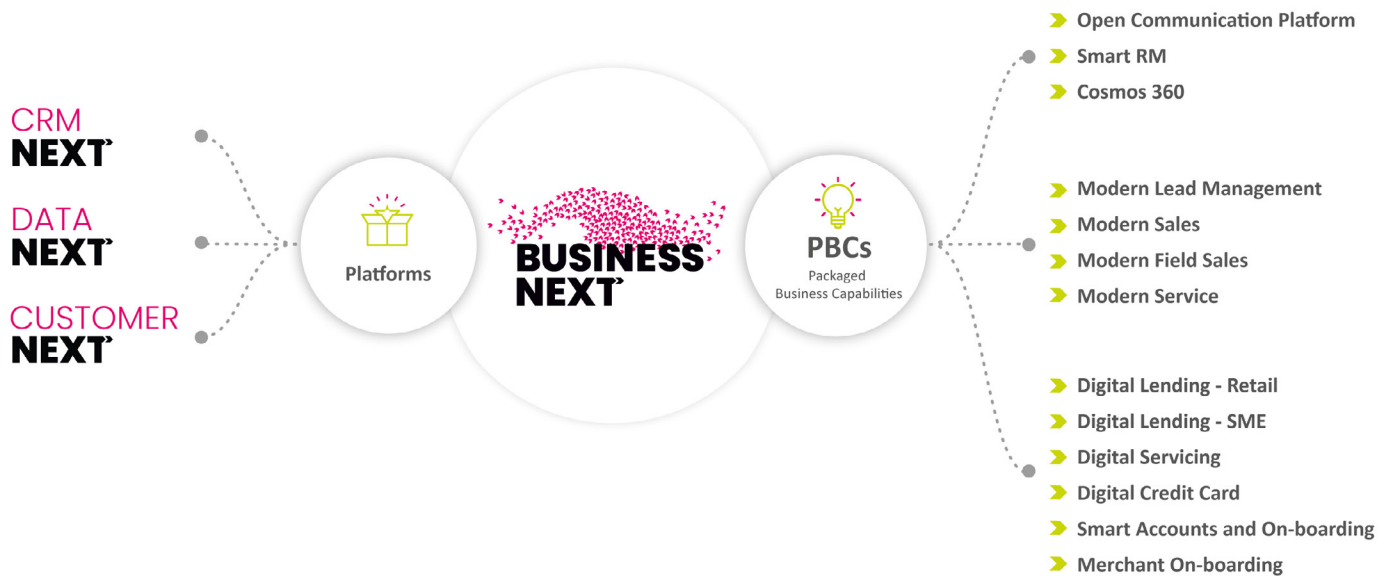 CRM
NEXT
DATA
NEXT
CUSTOMER
NEXT
Platforms
BUSINESS
NEXT
PBCs
Packaged
Business Capabilities
Open Communication Platform
Smart RM
Cosmos 360
Modern Lead Management
Modern Sales
Modern Field Sales
Modern Service
Digital Lending - Retail
Digital Lending - SME
Digital Servicing
Digital Credit Card
Smart Accounts and On-boarding
Merchant On-boarding